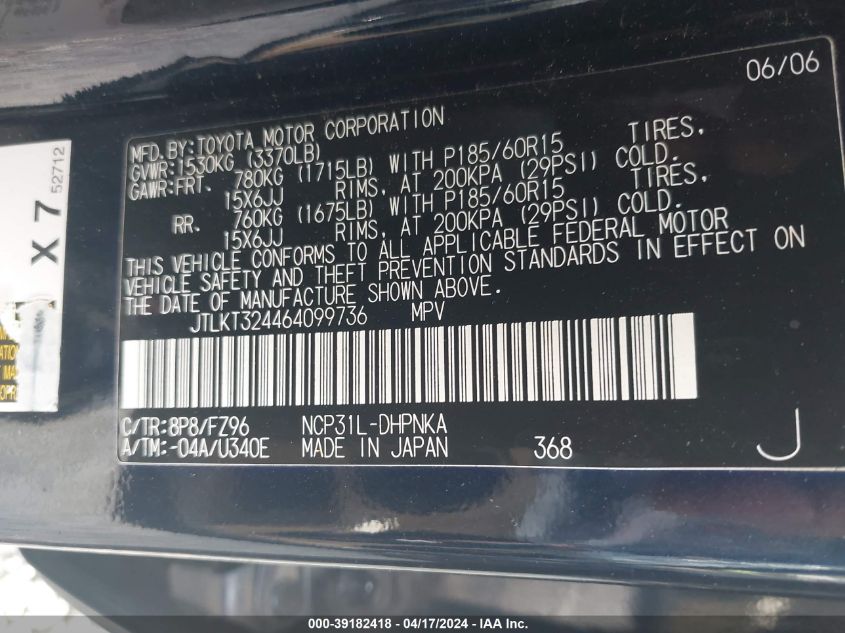 06/06
MFD.BY:TOYOTA MOTOR CORPORATION
GVWR:1530KG (3370LB)
GAWR:FRT. 780KG (1715LB) WITH P185/60R15 TIRES,
15X6JJ RIMS, AT 200KPA (29PSI) COLD.
RR. 760KG (1675LB) WITH P185/60R15 TIRES,
15X6JJ RIMS, AT 200KPA (29PSI) COLD.
THIS VEHICLE CONFORMS TO ALL APPLICABLE FEDERAL MOTOR
VEHICLE SAFETY AND THEFT PREVENTION STANDARDS IN EFFECT ON
THE DATE OF MANUFACTURE SHOWN ABOVE.
JTLKT324464099736 MPV
C/TR:8P8/FZ96 NCP31L-DHPNKA
A/TM:-04A/U340E MADE IN JAPAN 368 J
X 7
52712
000-39182418 - 04/17/2024 - IAAI Inc.